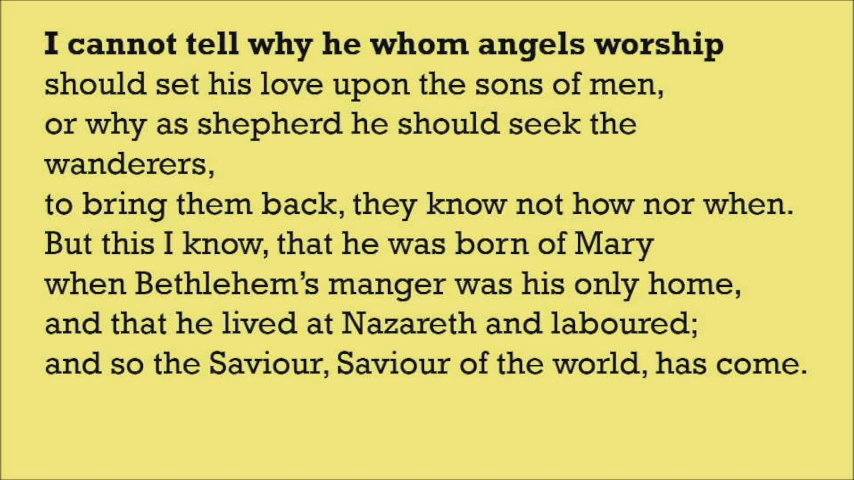 I cannot tell why he whom angels worship
should set his love upon the sons of men,
or why as shepherd he should seek the
wanderers,
to bring them back, they know not how nor when.
But this I know, that he was born of Mary
when Bethlehem’s manger was his only home,
and that he lived at Nazareth and laboured;
and so the Saviour, Saviour of the world, has come.